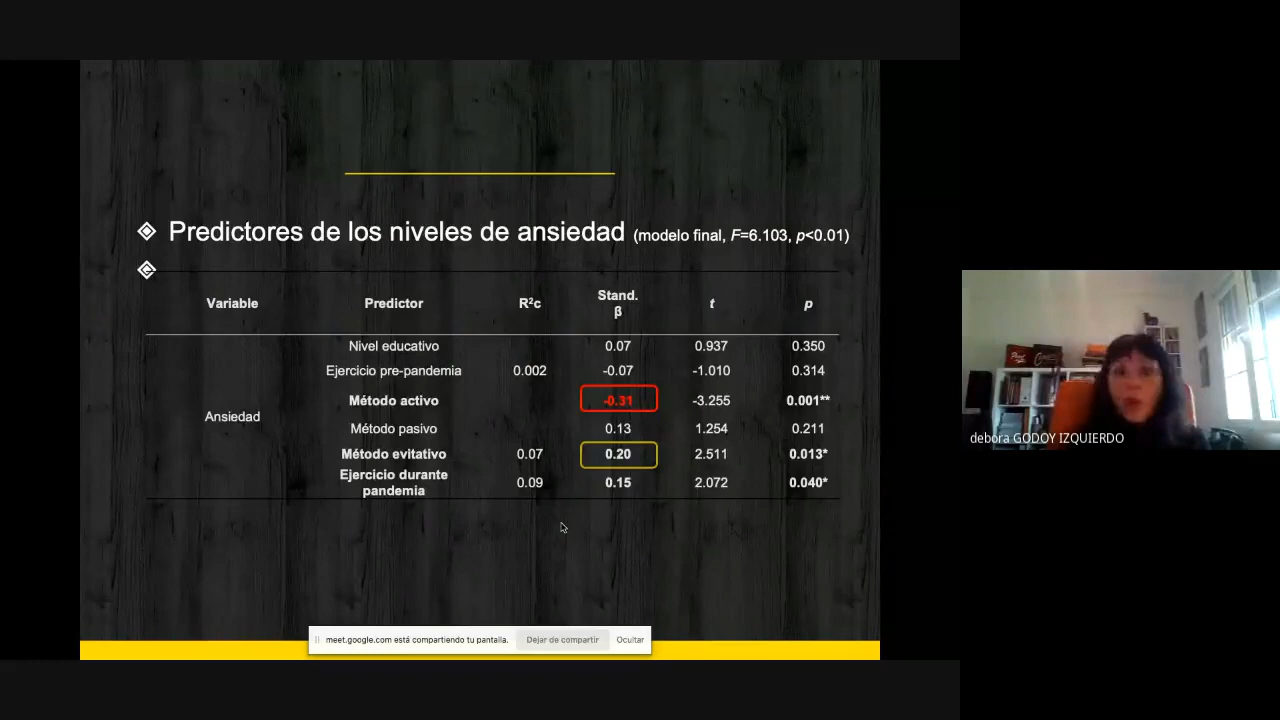 Predictores de los niveles de ansiedad (modelo final, F=6.103, p<0.01)
Variable Predictor R²c Stand. β t p
Nivel educativo 0.07 0.937 0.350
Ejercicio pre-pandemia 0.002 -0.07 -1.010 0.314
Método activo -0.31 -3.255 0.001**
Ansiedad
Método pasivo 0.13 1.254 0.211
Método evitativo 0.07 0.20 2.511 0.013*
Ejercicio durante pandemia 0.09 0.15 2.072 0.040*
debora GODOY IZQUIERDO
meet.google.com está compartiendo tu pantalla. Dejar de compartir Ocultar